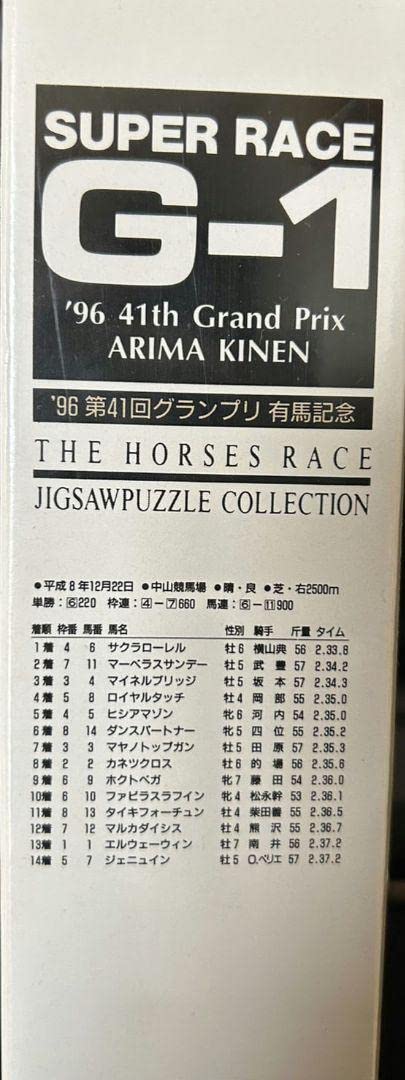 SUPER RACE
G-1
'96 41th Grand Prix
ARIMA KINEN
'96 第41回グランプリ 有馬記念
THE HORSES RACE
JIGSAWPUZZLE COLLECTION
●平成8年12月22日 ●中山競馬場 ●晴・良 ●芝・右2500m
単勝：⑥220 枠連：④ー⑦660 馬連：⑥ー⑪900
着順 枠番 馬番 馬名 性別 騎手 斤量 タイム
1着 4 6 サクラローレル 牡6 横山典 56 2.33.8
2着 7 11 マーベラスサンデー 牡5 武豊 57 2.34.2
3着 3 4 マイネルブリッジ 牡5 坂本 57 2.34.3
4着 5 8 ロイヤルタッチ 牡4 岡部 55 2.35.0
5着 4 5 ヒシアマゾン 牝6 河内 54 2.35.0
6着 8 14 ダンスパートナー 牝5 四位 55 2.35.2
7着 3 3 マヤノトップガン 牡5 田原 57 2.35.3
8着 2 2 カネツクロス 牡6 的場 56 2.35.6
9着 6 9 ホクトベガ 牝7 藤田 54 2.36.0
10着 6 10 ファビラスラフイン 牝4 松永幹 53 2.36.1
11着 8 13 タイキフォーチュン 牡4 柴田善 55 2.36.5
12着 7 12 マルカダイシス 牡4 熊沢 55 2.36.7
13着 1 1 エルウェーウィン 牡7 南井 56 2.37.2
14着 5 7 ジェニュイン 牡5 O.ペリエ 57 2.37.2